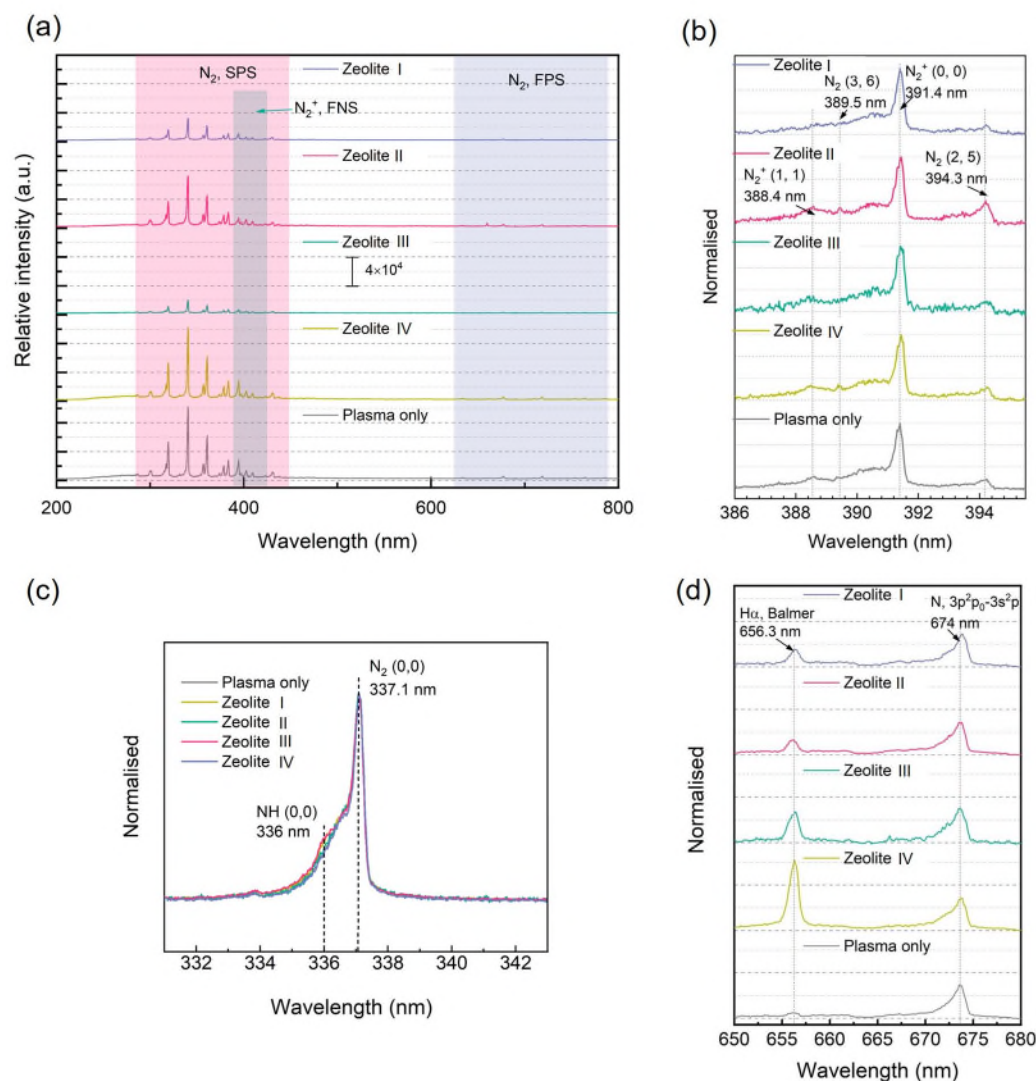 (a)
N₂, SPS
Zeolite I
N₂, FPS
N₂⁺, FNS
Zeolite II
Zeolite III
4×10⁴
Zeolite IV
Plasma only
Relative intensity (a.u.)
200 400 600 800
Wavelength (nm)
(b)
Zeolite I
N₂ (3, 6)
389.5 nm
N₂⁺ (0, 0)
391.4 nm
Zeolite II
N₂⁺ (1, 1)
388.4 nm
N₂ (2, 5)
394.3 nm
Zeolite III
Zeolite IV
Plasma only
Normalised
386 388 390 392 394
Wavelength (nm)
(c)
Plasma only
Zeolite I
Zeolite II
Zeolite III
Zeolite IV
N₂ (0,0)
337.1 nm
NH (0,0)
336 nm
Normalised
332 334 336 338 340 342
Wavelength (nm)
(d)
Zeolite I
Hα, Balmer
656.3 nm
N, 3p²p₀-3s²p
674 nm
Zeolite II
Zeolite III
Zeolite IV
Plasma only
Normalised
650 655 660 665 670 675 680
Wavelength (nm)